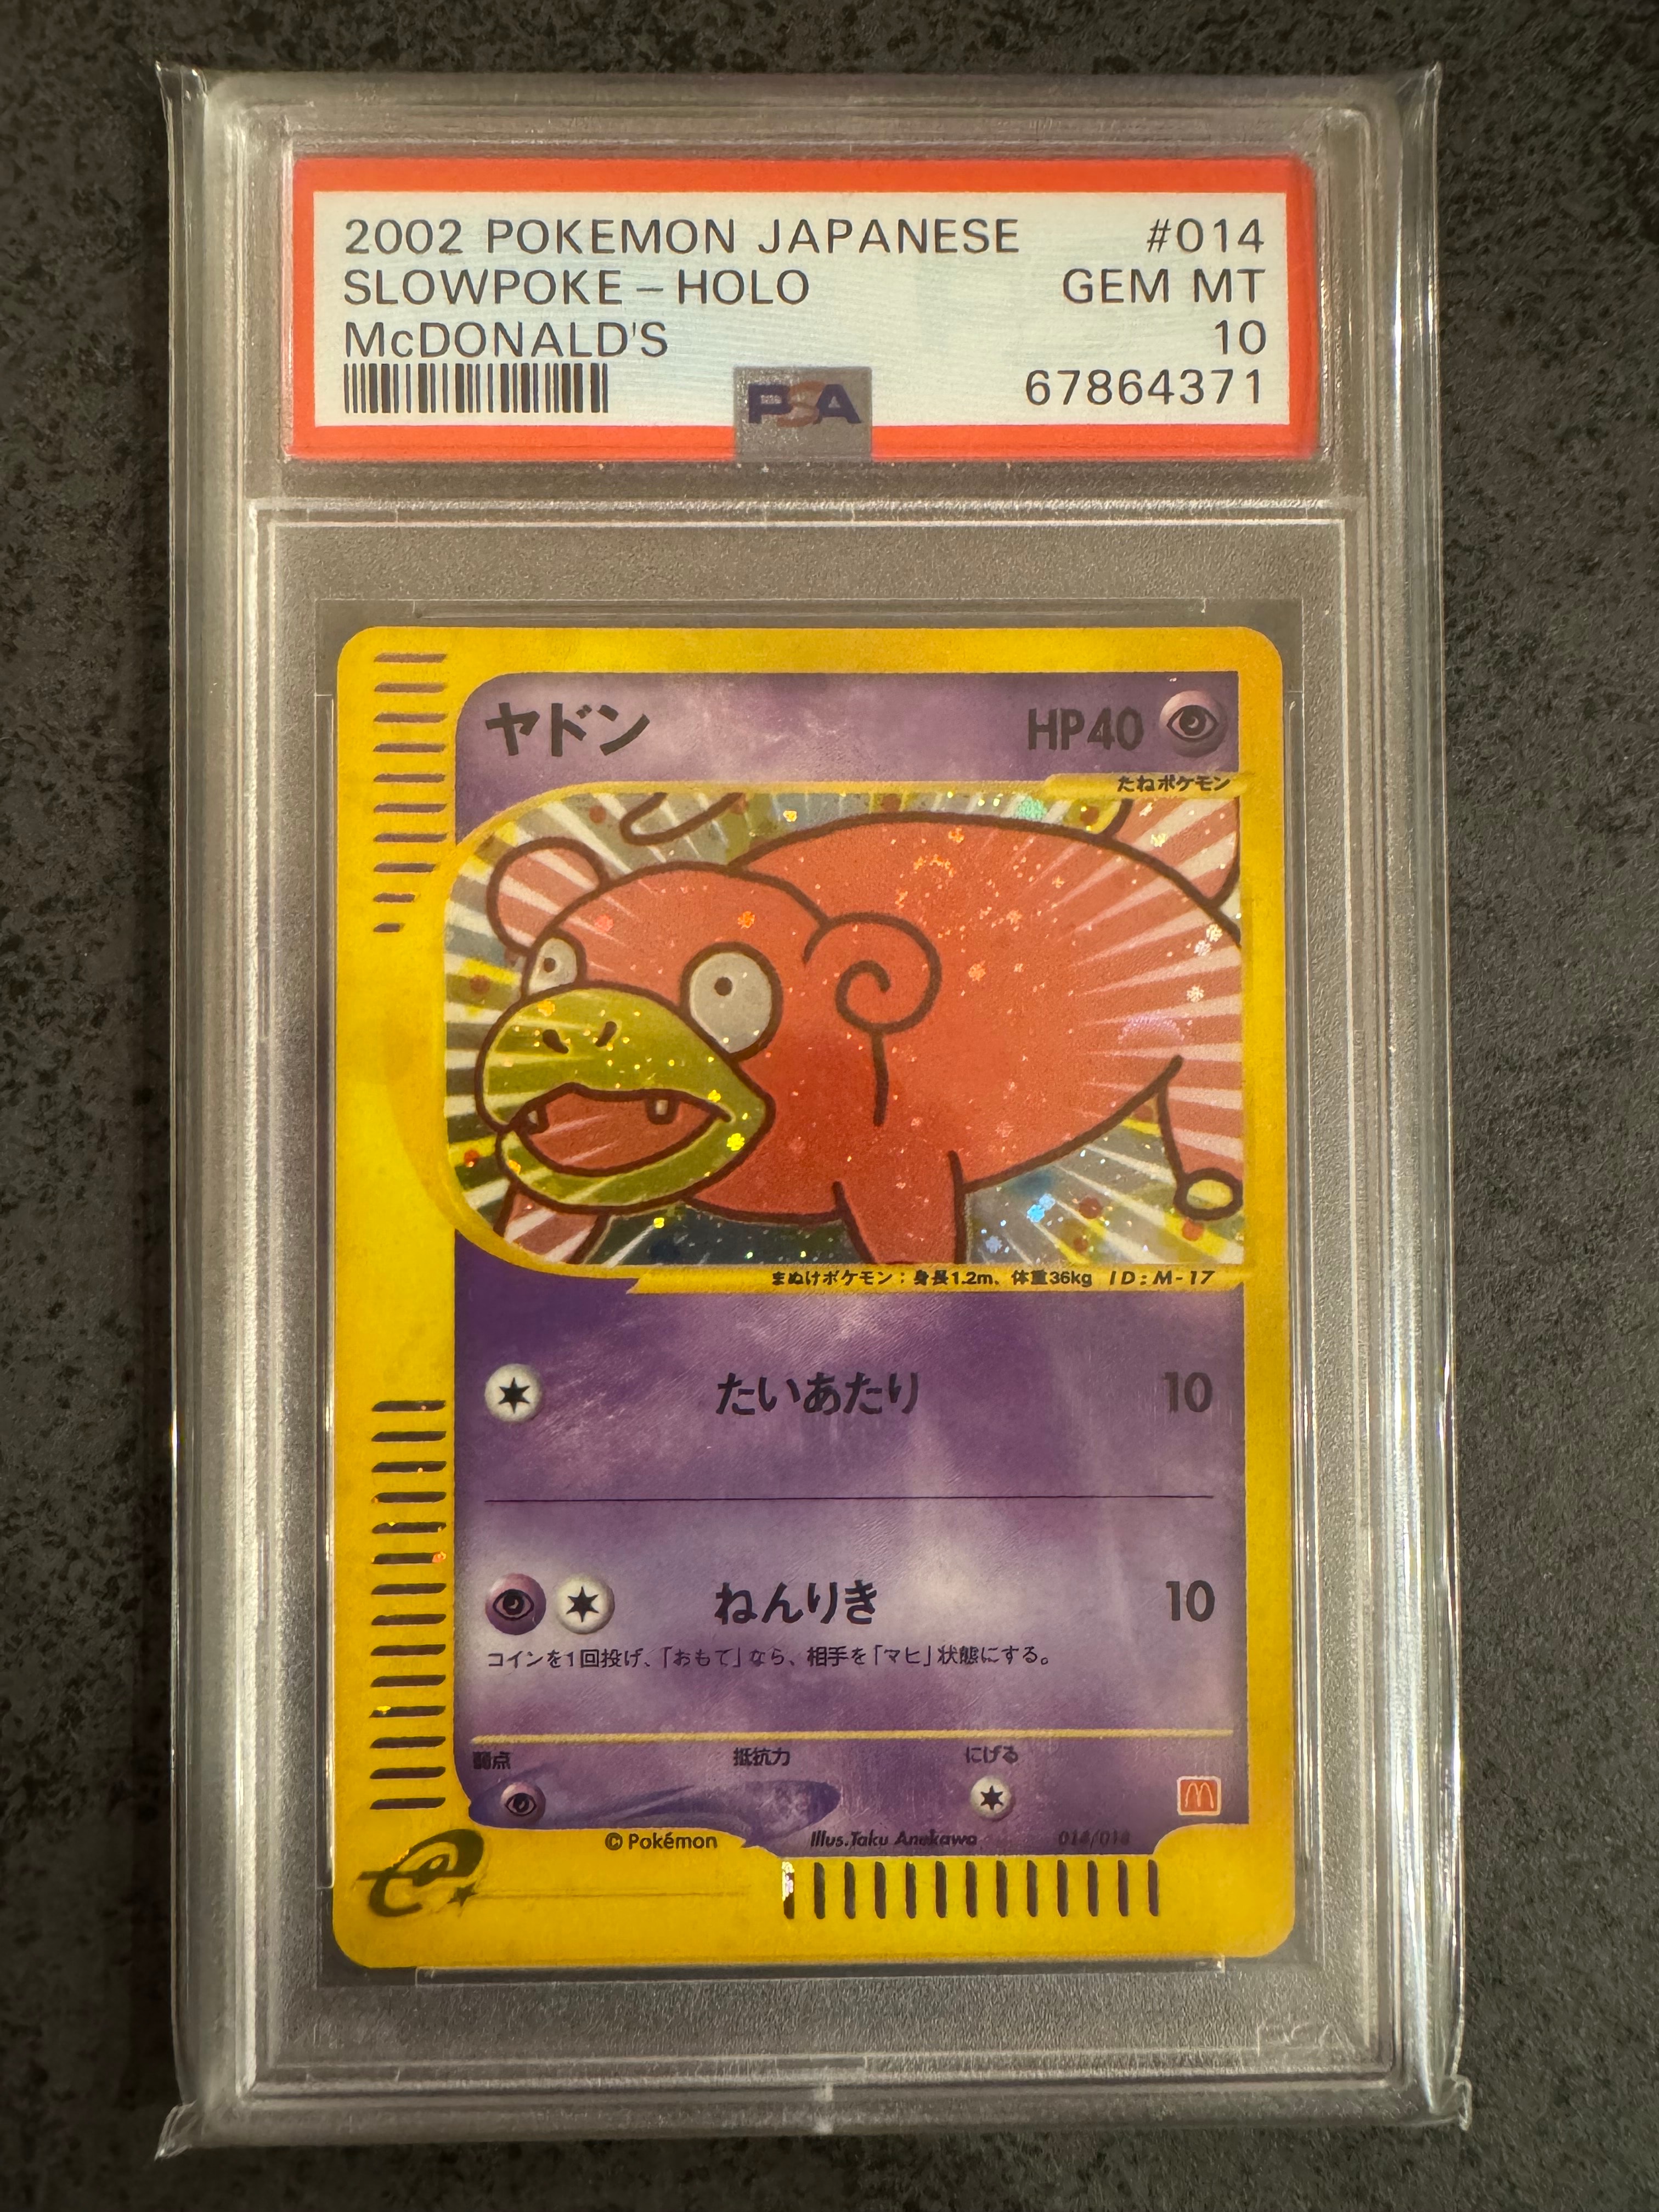 2002 POKEMON JAPANESE #014
SLOWPOKE - HOLO GEM MT
McDONALD'S 10
PSA 67864371
ヤドン HP40
たねポケモン
まぬけポケモン：身長1.2m、体重36kg ID:M-17
たいあたり 10
ねんりき 10
コインを1回投げ、「おもて」なら、相手を「マヒ」状態にする。
弱点 抵抗力 にげる
©Pokémon Illus.Taku Anekawa 014/018
e
PSA